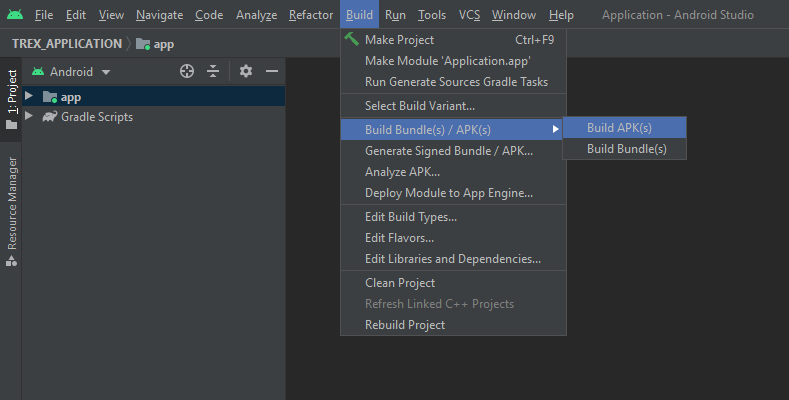 File Edit View Navigate Code Analyze Refactor Build Run Tools VCS Window Help Application - Android Studio
TREX_APPLICATION app
1: Project
Resource Manager
Android
app
Gradle Scripts
Make Project Ctrl+F9
Make Module 'Application.app'
Run Generate Sources Gradle Tasks
Select Build Variant...
Build Bundle(s) / APK(s)
Generate Signed Bundle / APK...
Analyze APK...
Deploy Module to App Engine...
Edit Build Types...
Edit Flavors...
Edit Libraries and Dependencies...
Clean Project
Refresh Linked C++ Projects
Rebuild Project
Build APK(s)
Build Bundle(s)